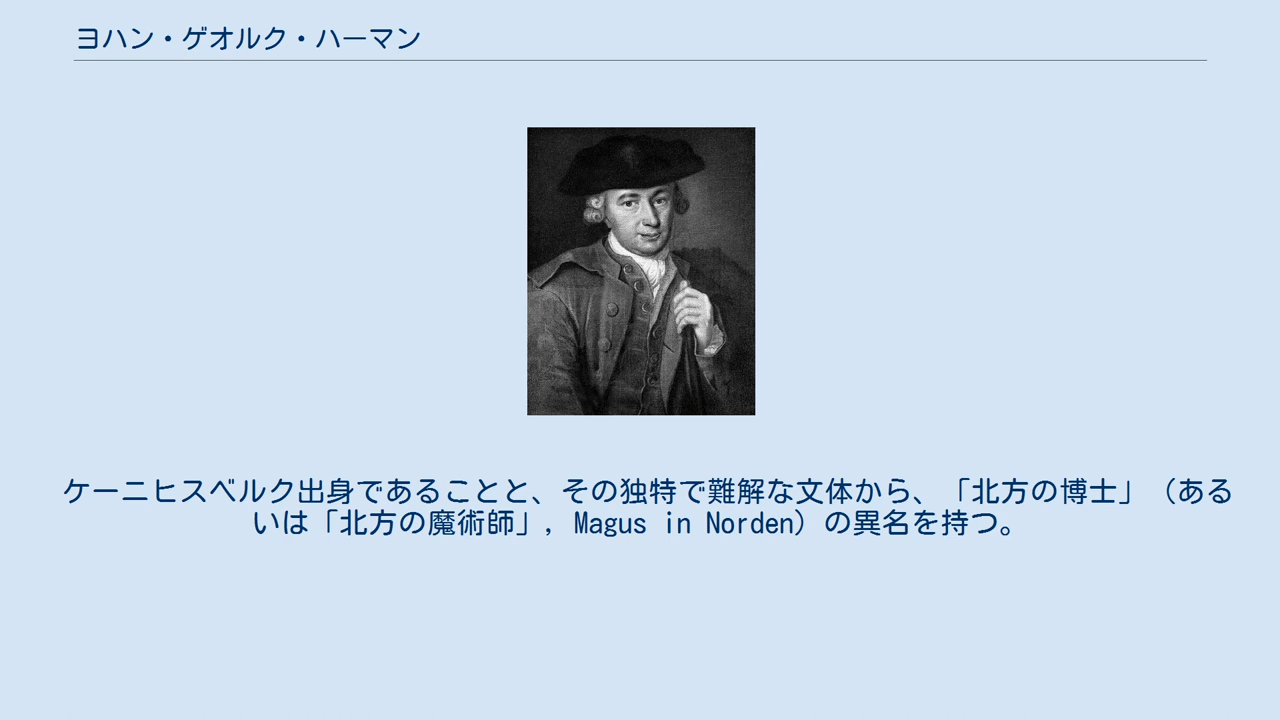 ヨハン・ゲオルク・ハーマン
ケーニヒスベルク出身であることと、その独特で難解な文体から、「北方の博士」（ある
いは「北方の魔術師」, Magus in Norden）の異名を持つ。